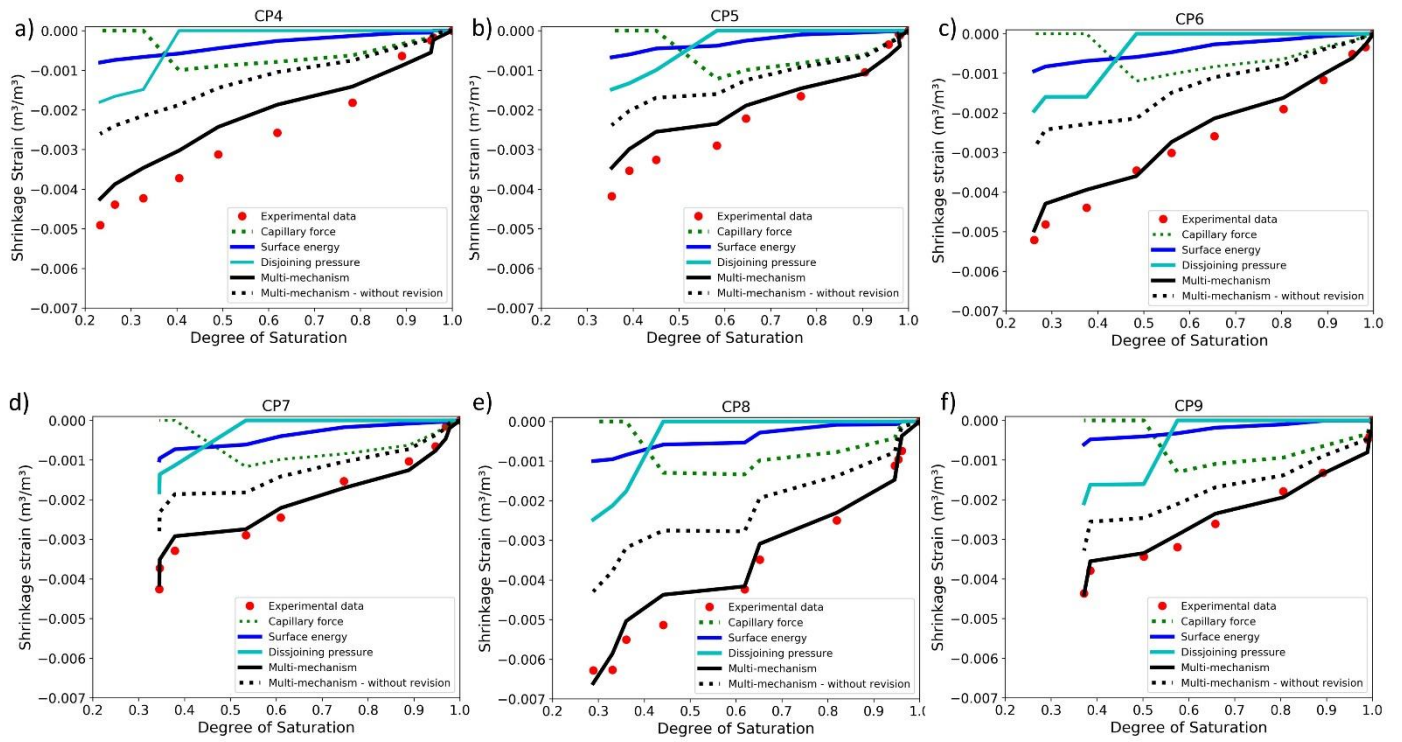 a)
CP4
0.000
−0.001
−0.002
−0.003
−0.004
−0.005
−0.006
−0.007
Shrinkage Strain (m³/m³)
Experimental data
Capillary force
Surface energy
Disjoining pressure
Multi-mechanism
Multi-mechanism - without revision
0.2 0.3 0.4 0.5 0.6 0.7 0.8 0.9 1.0
Degree of Saturation
b)
CP5
0.000
−0.001
−0.002
−0.003
−0.004
−0.005
−0.006
−0.007
Shrinkage Strain (m³/m³)
Experimental data
Capillary force
Surface energy
Disjoining pressure
Multi-mechanism
Multi-mechanism - without revision
0.2 0.3 0.4 0.5 0.6 0.7 0.8 0.9 1.0
Degree of Saturation
c)
CP6
0.000
−0.001
−0.002
−0.003
−0.004
−0.005
−0.006
−0.007
Shrinkage Strain (m³/m³)
Experimental data
Capillary force
Surface energy
Dissjoining pressure
Multi-mechanism
Multi-mechanism - without revision
0.2 0.3 0.4 0.5 0.6 0.7 0.8 0.9 1.0
Degree of Saturation
d)
CP7
0.000
−0.001
−0.002
−0.003
−0.004
−0.005
−0.006
−0.007
Shrinkage strain (m³/m³)
Experimental data
Capillary force
Surface energy
Dissjoining pressure
Multi-mechanism
Multi-mechanism - without revision
0.2 0.3 0.4 0.5 0.6 0.7 0.8 0.9 1.0
Degree of Saturation
e)
CP8
0.000
−0.001
−0.002
−0.003
−0.004
−0.005
−0.006
−0.007
Shrinkage Strain (m³/m³)
Experimental data
Capillary force
Surface energy
Dissjoining pressure
Multi-mechanism
Multi-mechanism - without revision
0.2 0.3 0.4 0.5 0.6 0.7 0.8 0.9 1.0
Degree of Saturation
f)
CP9
0.000
−0.001
−0.002
−0.003
−0.004
−0.005
−0.006
−0.007
Shrinkage Strain (m³/m³)
Experimental data
Capillary force
Surface energy
Dissjoining pressure
Multi-mechanism
Multi-mechanism - without revision
0.2 0.3 0.4 0.5 0.6 0.7 0.8 0.9 1.0
Degree of Saturation